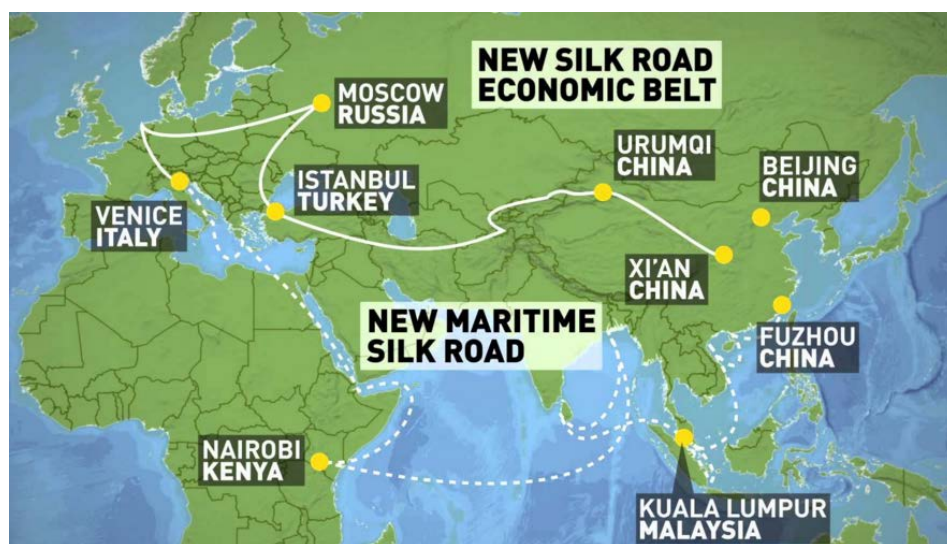 NEW SILK ROAD
ECONOMIC BELT
MOSCOW
RUSSIA
URUMQI
CHINA
BEIJING
CHINA
ISTANBUL
TURKEY
VENICE
ITALY
XI'AN
CHINA
NEW MARITIME
SILK ROAD
FUZHOU
CHINA
NAIROBI
KENYA
KUALA LUMPUR
MALAYSIA